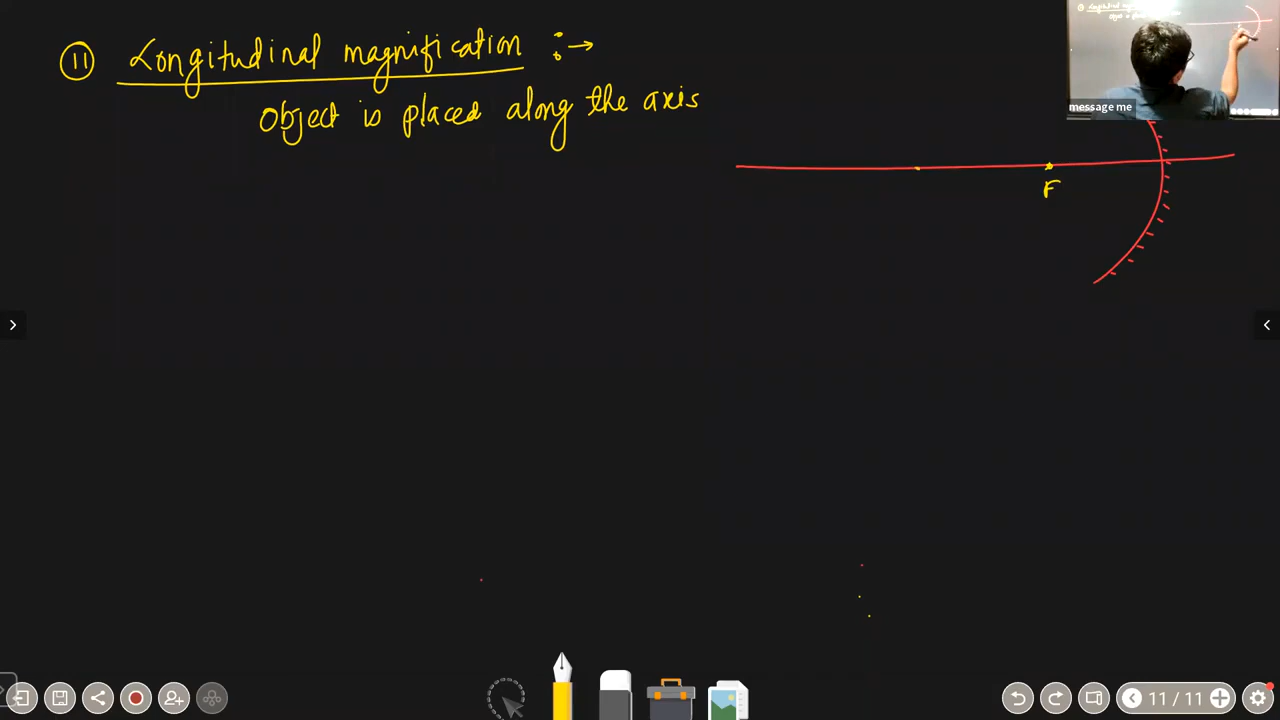 (11) Longitudinal magnification :→
Object is placed along the axis
message me
F
11 / 11